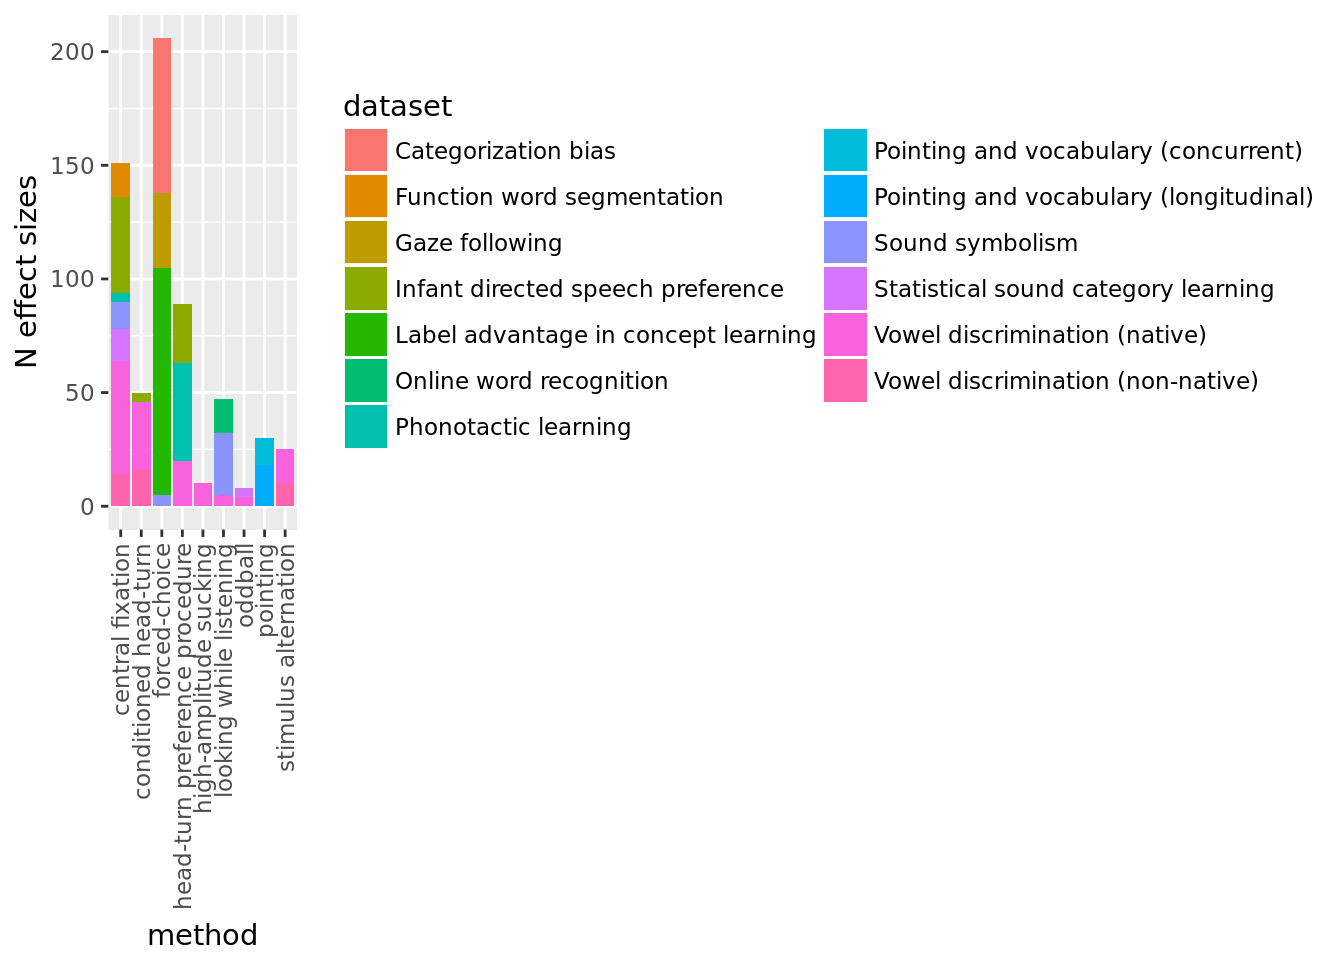 200
150
100
50
0
N effect sizes
central fixation
conditioned head-turn
forced-choice
head-turn preference procedure
high-amplitude sucking
looking while listening
oddball
pointing
stimulus alternation
method
dataset
Categorization bias
Function word segmentation
Gaze following
Infant directed speech preference
Label advantage in concept learning
Online word recognition
Phonotactic learning
Pointing and vocabulary (concurrent)
Pointing and vocabulary (longitudinal)
Sound symbolism
Statistical sound category learning
Vowel discrimination (native)
Vowel discrimination (non-native)